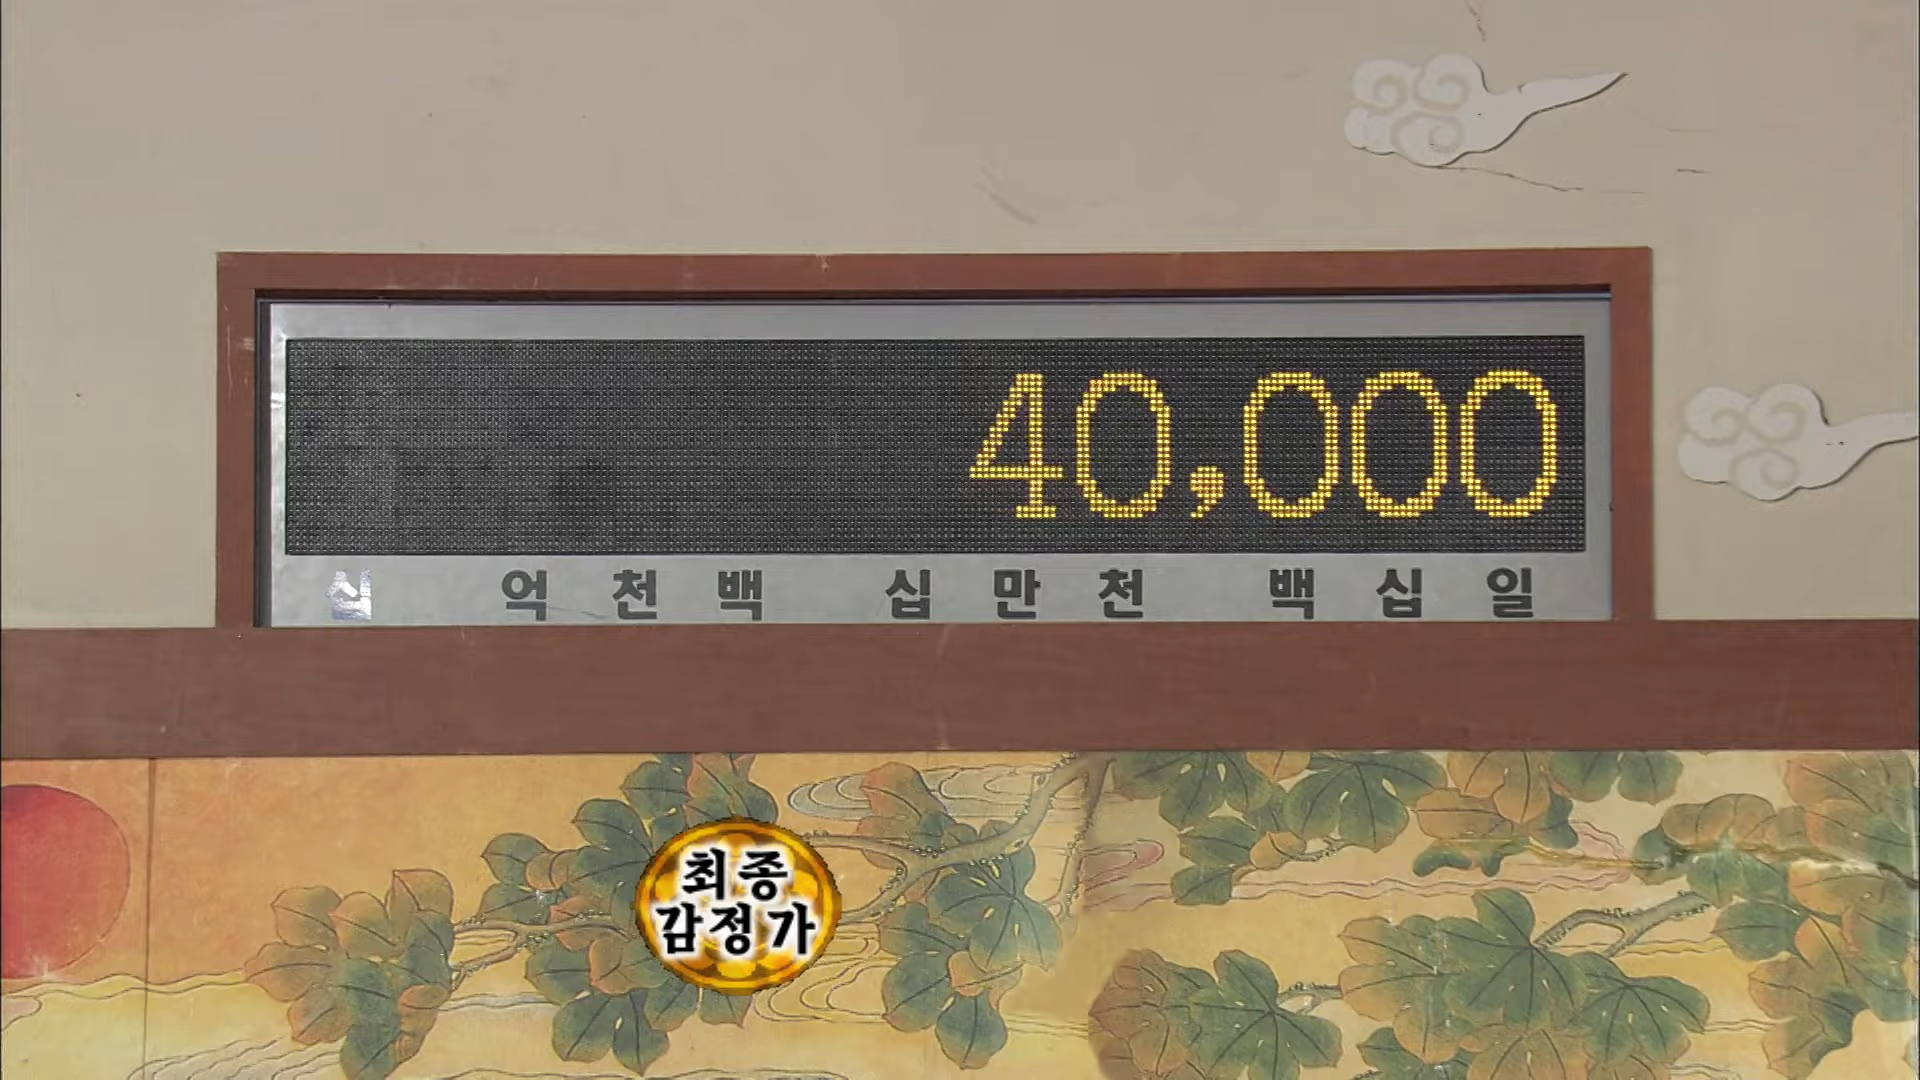 40,000
십 억 천 백 십 만 천 백 십 일
최종
감정가